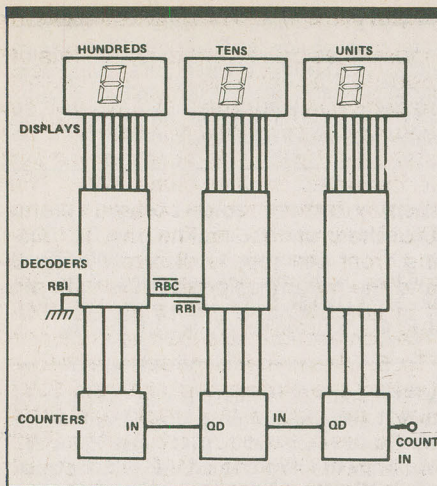 HUNDREDS TENS UNITS
DISPLAYS
DECODERS
RBI RBC
RBI
COUNTERS IN QD IN QD
COUNT
IN